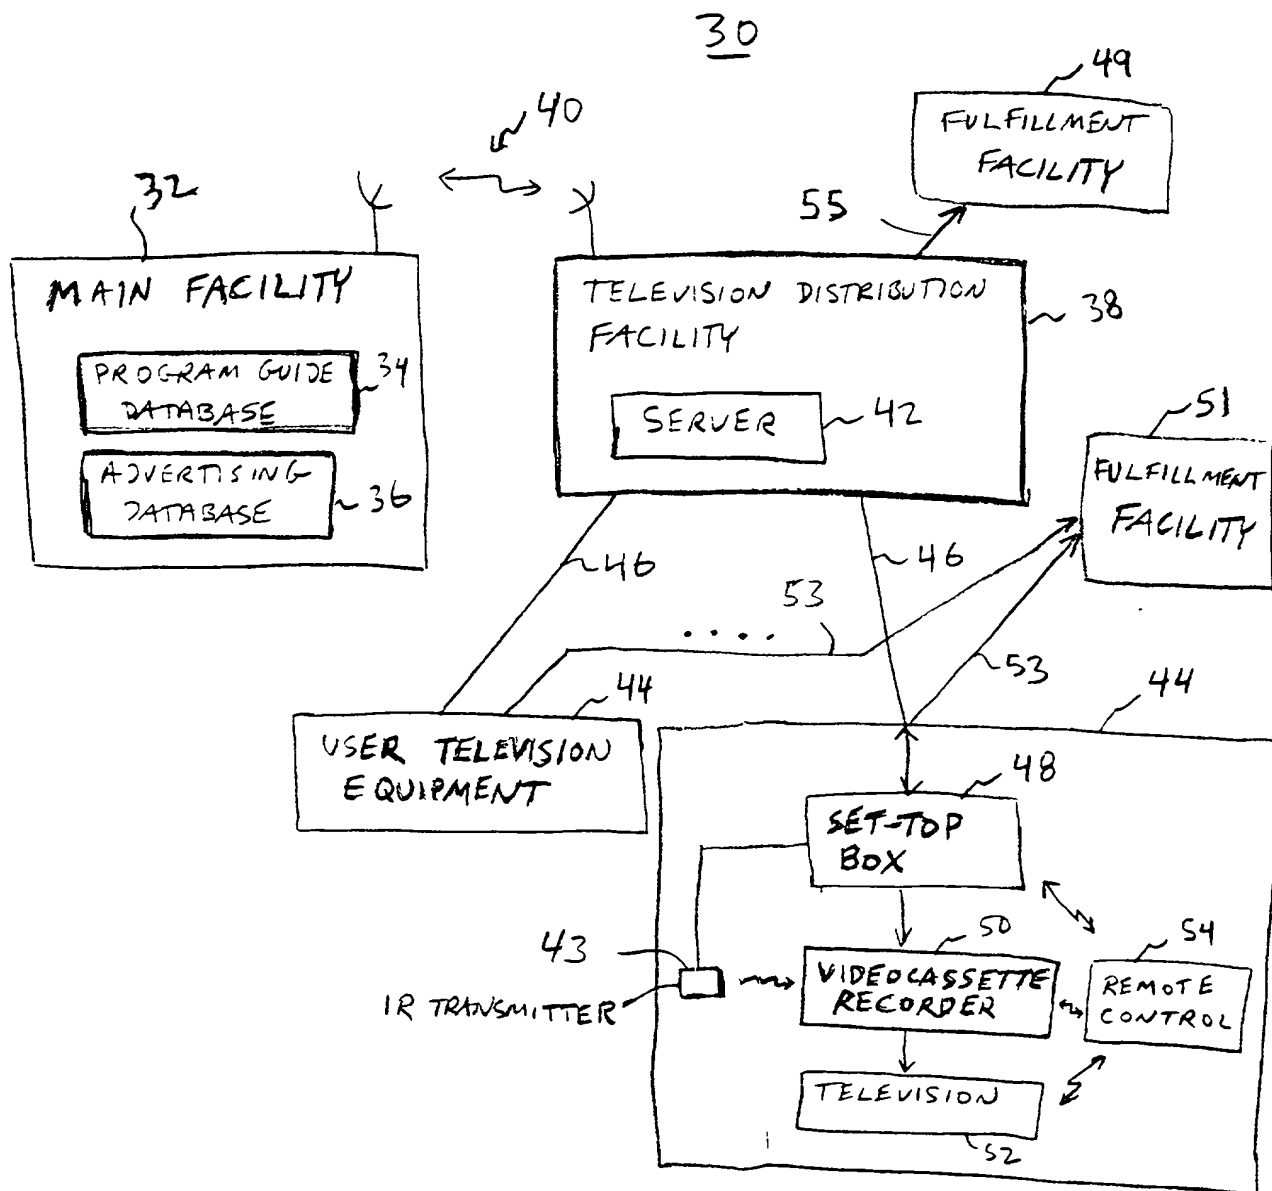 30
49
FULFILLMENT
FACILITY
40
32
55
MAIN FACILITY
TELEVISION DISTRIBUTION
FACILITY
38
PROGRAM GUIDE
DATABASE
34
SERVER
42
51
ADVERTISING
DATABASE
36
FULFILLMENT
FACILITY
46
46
53
53
44
44
USER TELEVISION
EQUIPMENT
48
SET-TOP
BOX
43
50
54
IR TRANSMITTER
VIDEOCASSETTE
RECORDER
REMOTE
CONTROL
TELEVISION
52